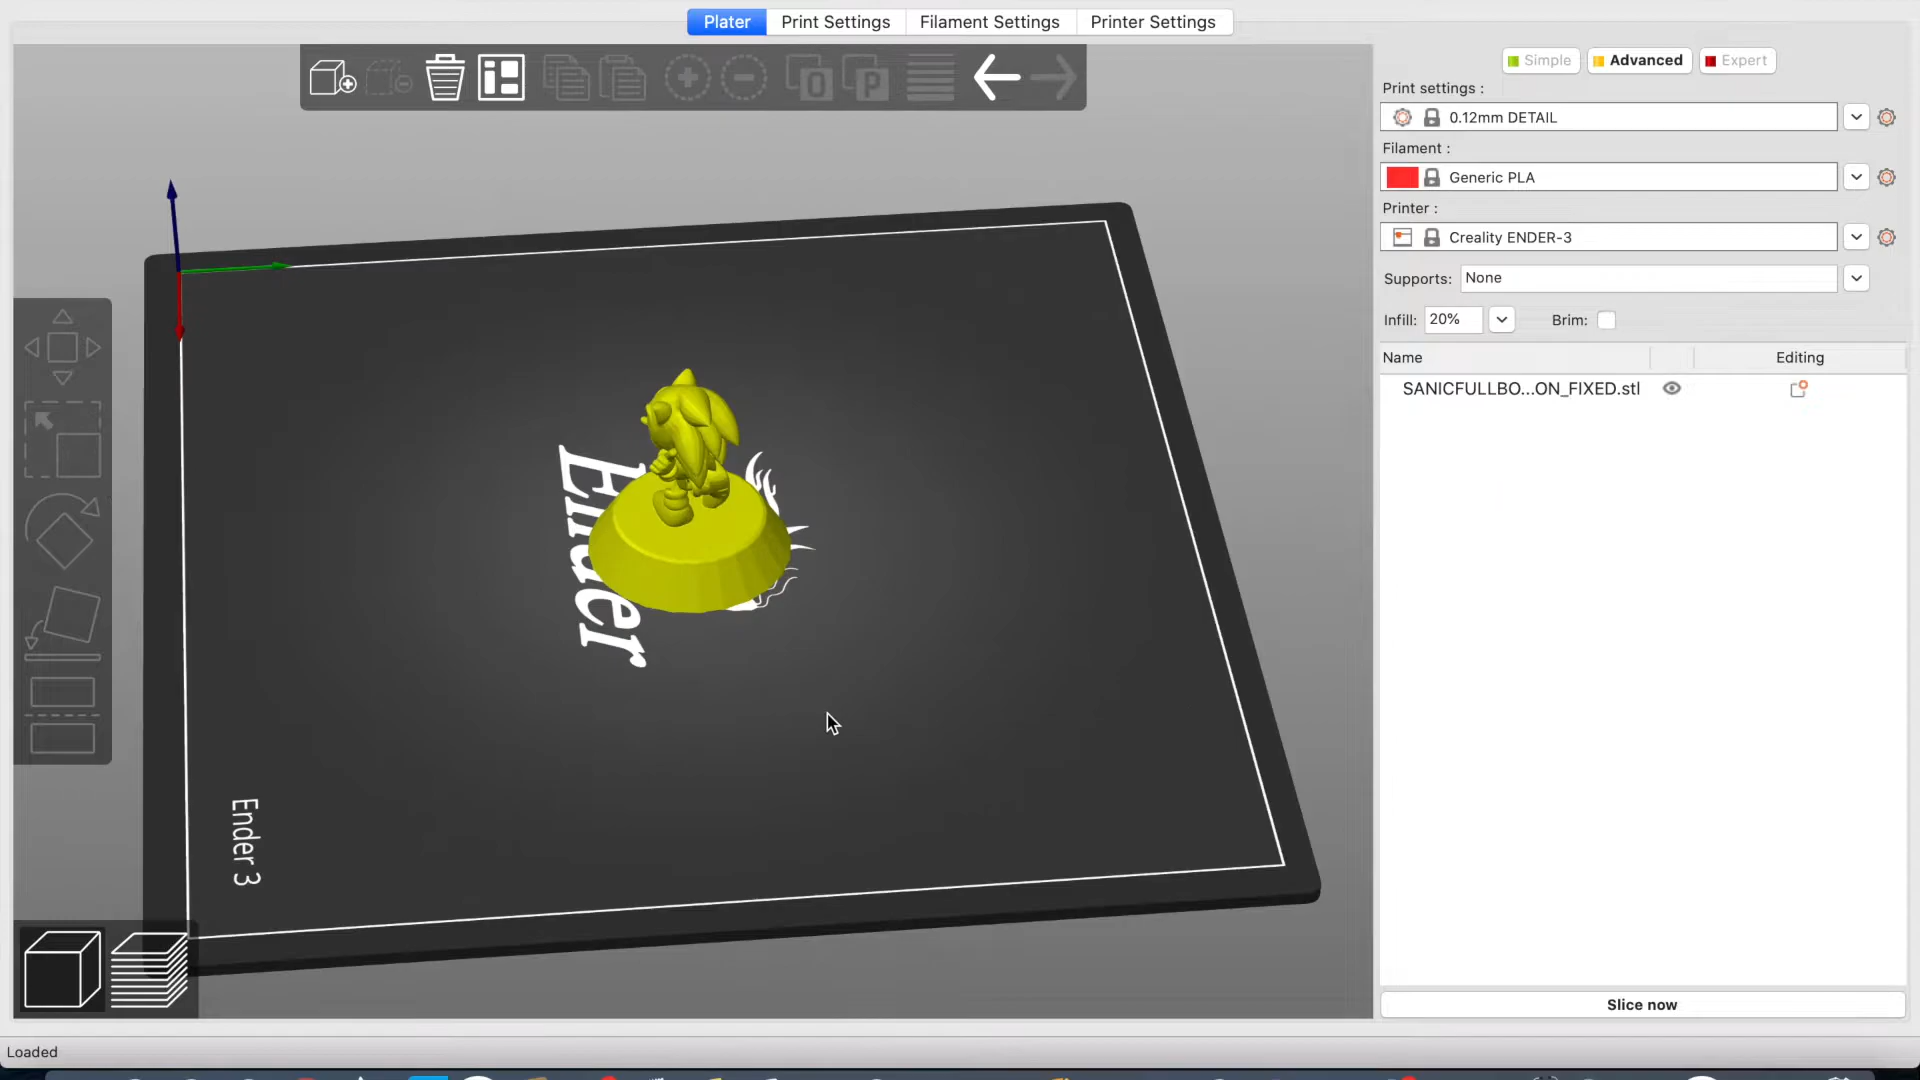 Plater
Print Settings
Filament Settings
Printer Settings
Simple
Advanced
Expert
Print settings :
0.12mm DETAIL
Filament :
Generic PLA
Printer :
Creality ENDER-3
Supports:
None
Infill:
20%
Brim:
Name
Editing
SANICFULLBO...ON_FIXED.stl
Ender
Ender 3
Slice now
Loaded